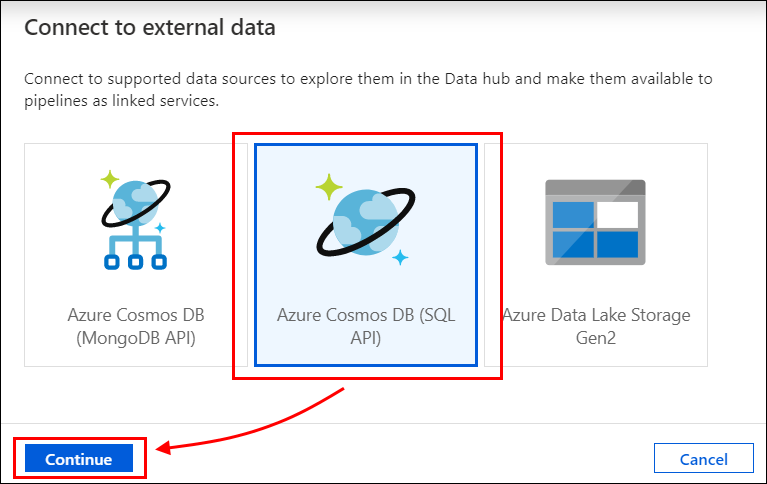 Connect to external data
Connect to supported data sources to explore them in the Data hub and make them available to
pipelines as linked services.
Azure Cosmos DB
(MongoDB API)
Azure Cosmos DB (SQL
API)
Azure Data Lake Storage
Gen2
Continue
Cancel